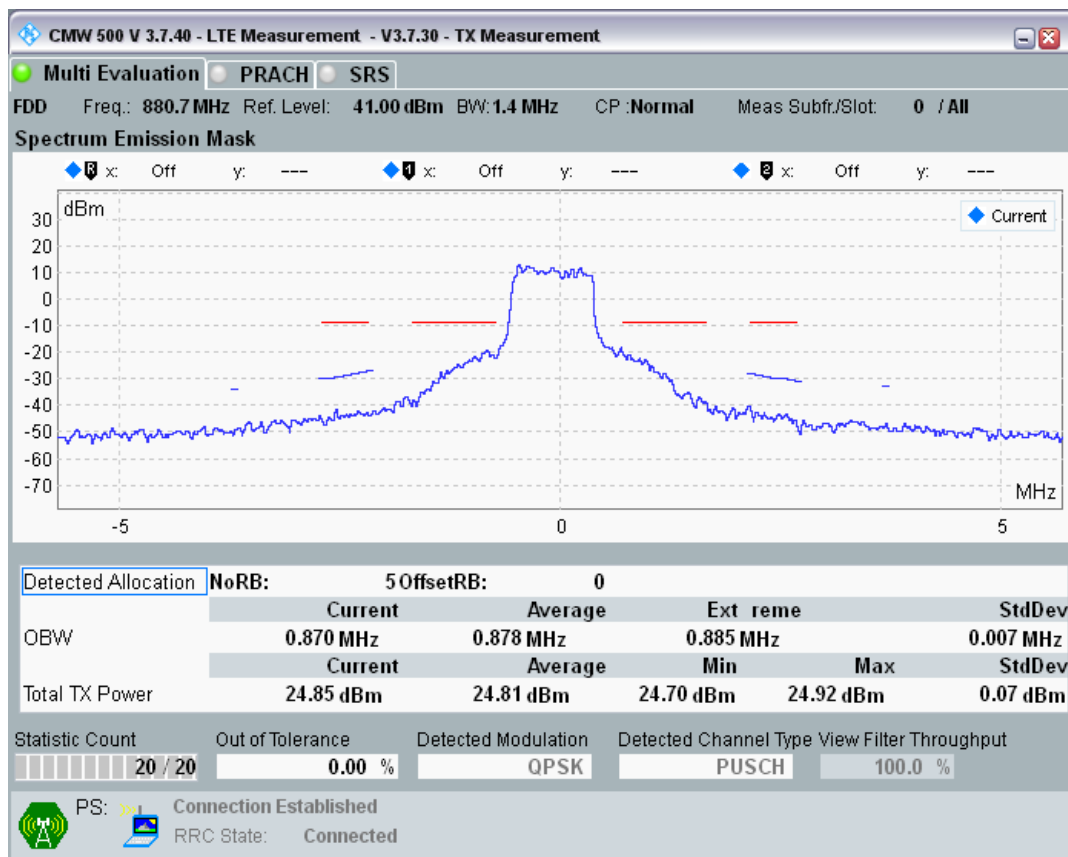 CMW 500 V 3.7.40 - LTE Measurement - V3.7.30 - TX Measurement
Multi Evaluation PRACH SRS
FDD Freq.: 880.7 MHz Ref. Level: 41.00 dBm BW: 1.4 MHz CP :Normal Meas Subfr./Slot: 0 / All
Spectrum Emission Mask
R x: Off y: --- 1 x: Off y: --- 2 x: Off y: ---
dBm
Current
30
20
10
0
-10
-20
-30
-40
-50
-60
-70
MHz
-5 0 5
Detected Allocation NoRB: 5 OffsetRB: 0
Current Average Ext reme StdDev
OBW 0.870 MHz 0.878 MHz 0.885 MHz 0.007 MHz
Current Average Min Max StdDev
Total TX Power 24.85 dBm 24.81 dBm 24.70 dBm 24.92 dBm 0.07 dBm
Statistic Count Out of Tolerance Detected Modulation Detected Channel Type View Filter Throughput
20 / 20 0.00 % QPSK PUSCH 100.0 %
PS: Connection Established
RRC State: Connected